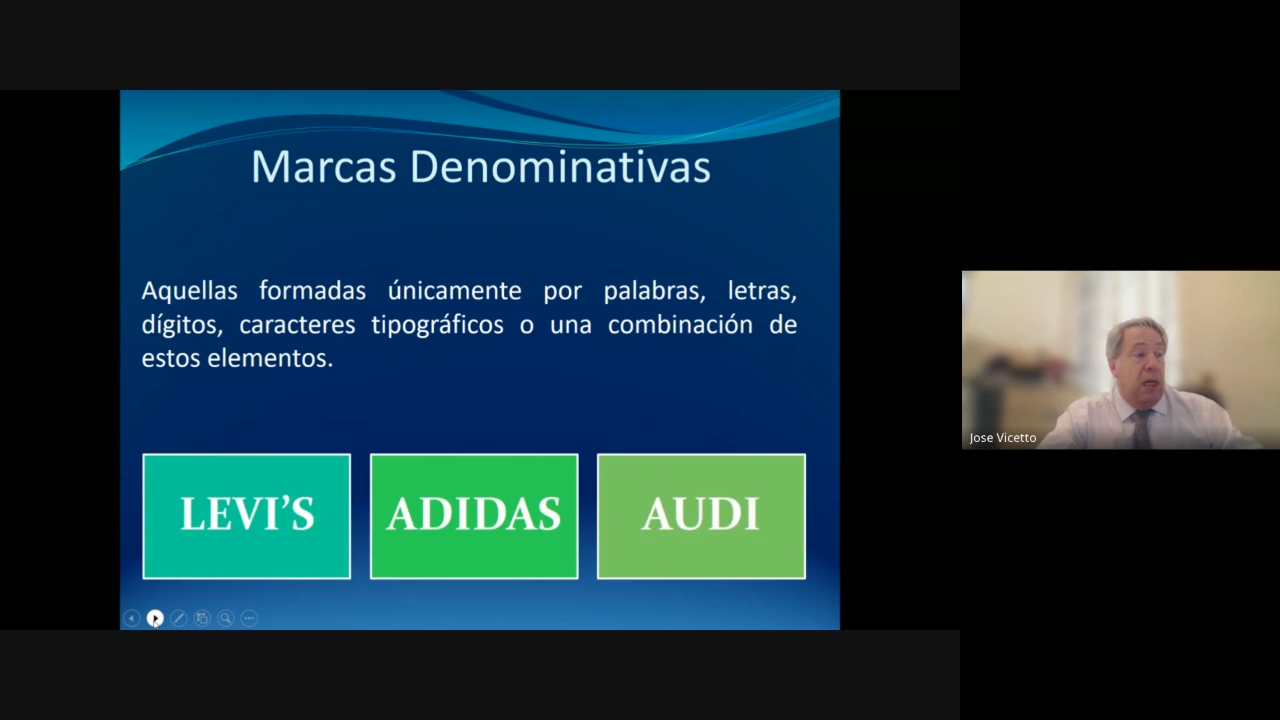 Marcas Denominativas
Aquellas formadas únicamente por palabras, letras,
dígitos, caracteres tipográficos o una combinación de
estos elementos.
LEVI’S
ADIDAS
AUDI
Jose Vicetto